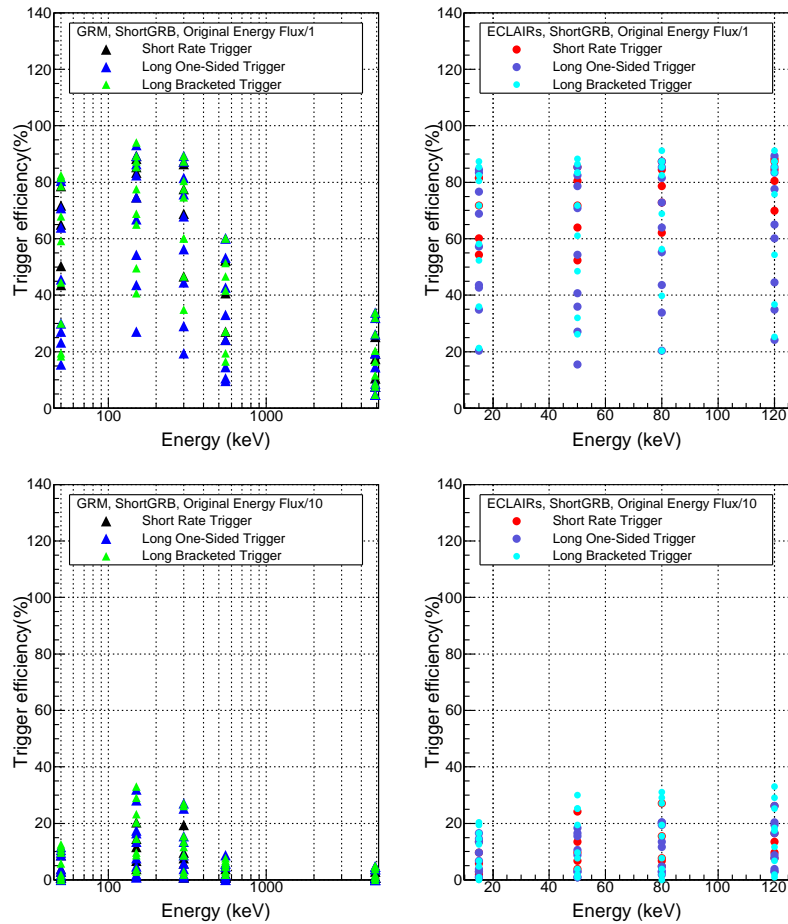 GRM, ShortGRB, Original Energy Flux/1
Short Rate Trigger
Long One-Sided Trigger
Long Bracketed Trigger
Trigger efficiency(%)
140
120
100
80
60
40
20
0
100
1000
Energy (keV)
ECLAIRs, ShortGRB, Original Energy Flux/1
Short Rate Trigger
Long One-Sided Trigger
Long Bracketed Trigger
Trigger efficiency(%)
140
120
100
80
60
40
20
0
20
40
60
80
100
120
Energy (keV)
GRM, ShortGRB, Original Energy Flux/10
Short Rate Trigger
Long One-Sided Trigger
Long Bracketed Trigger
Trigger efficiency(%)
140
120
100
80
60
40
20
0
100
1000
Energy (keV)
ECLAIRs, ShortGRB, Original Energy Flux/10
Short Rate Trigger
Long One-Sided Trigger
Long Bracketed Trigger
Trigger efficiency(%)
140
120
100
80
60
40
20
0
20
40
60
80
100
120
Energy (keV)